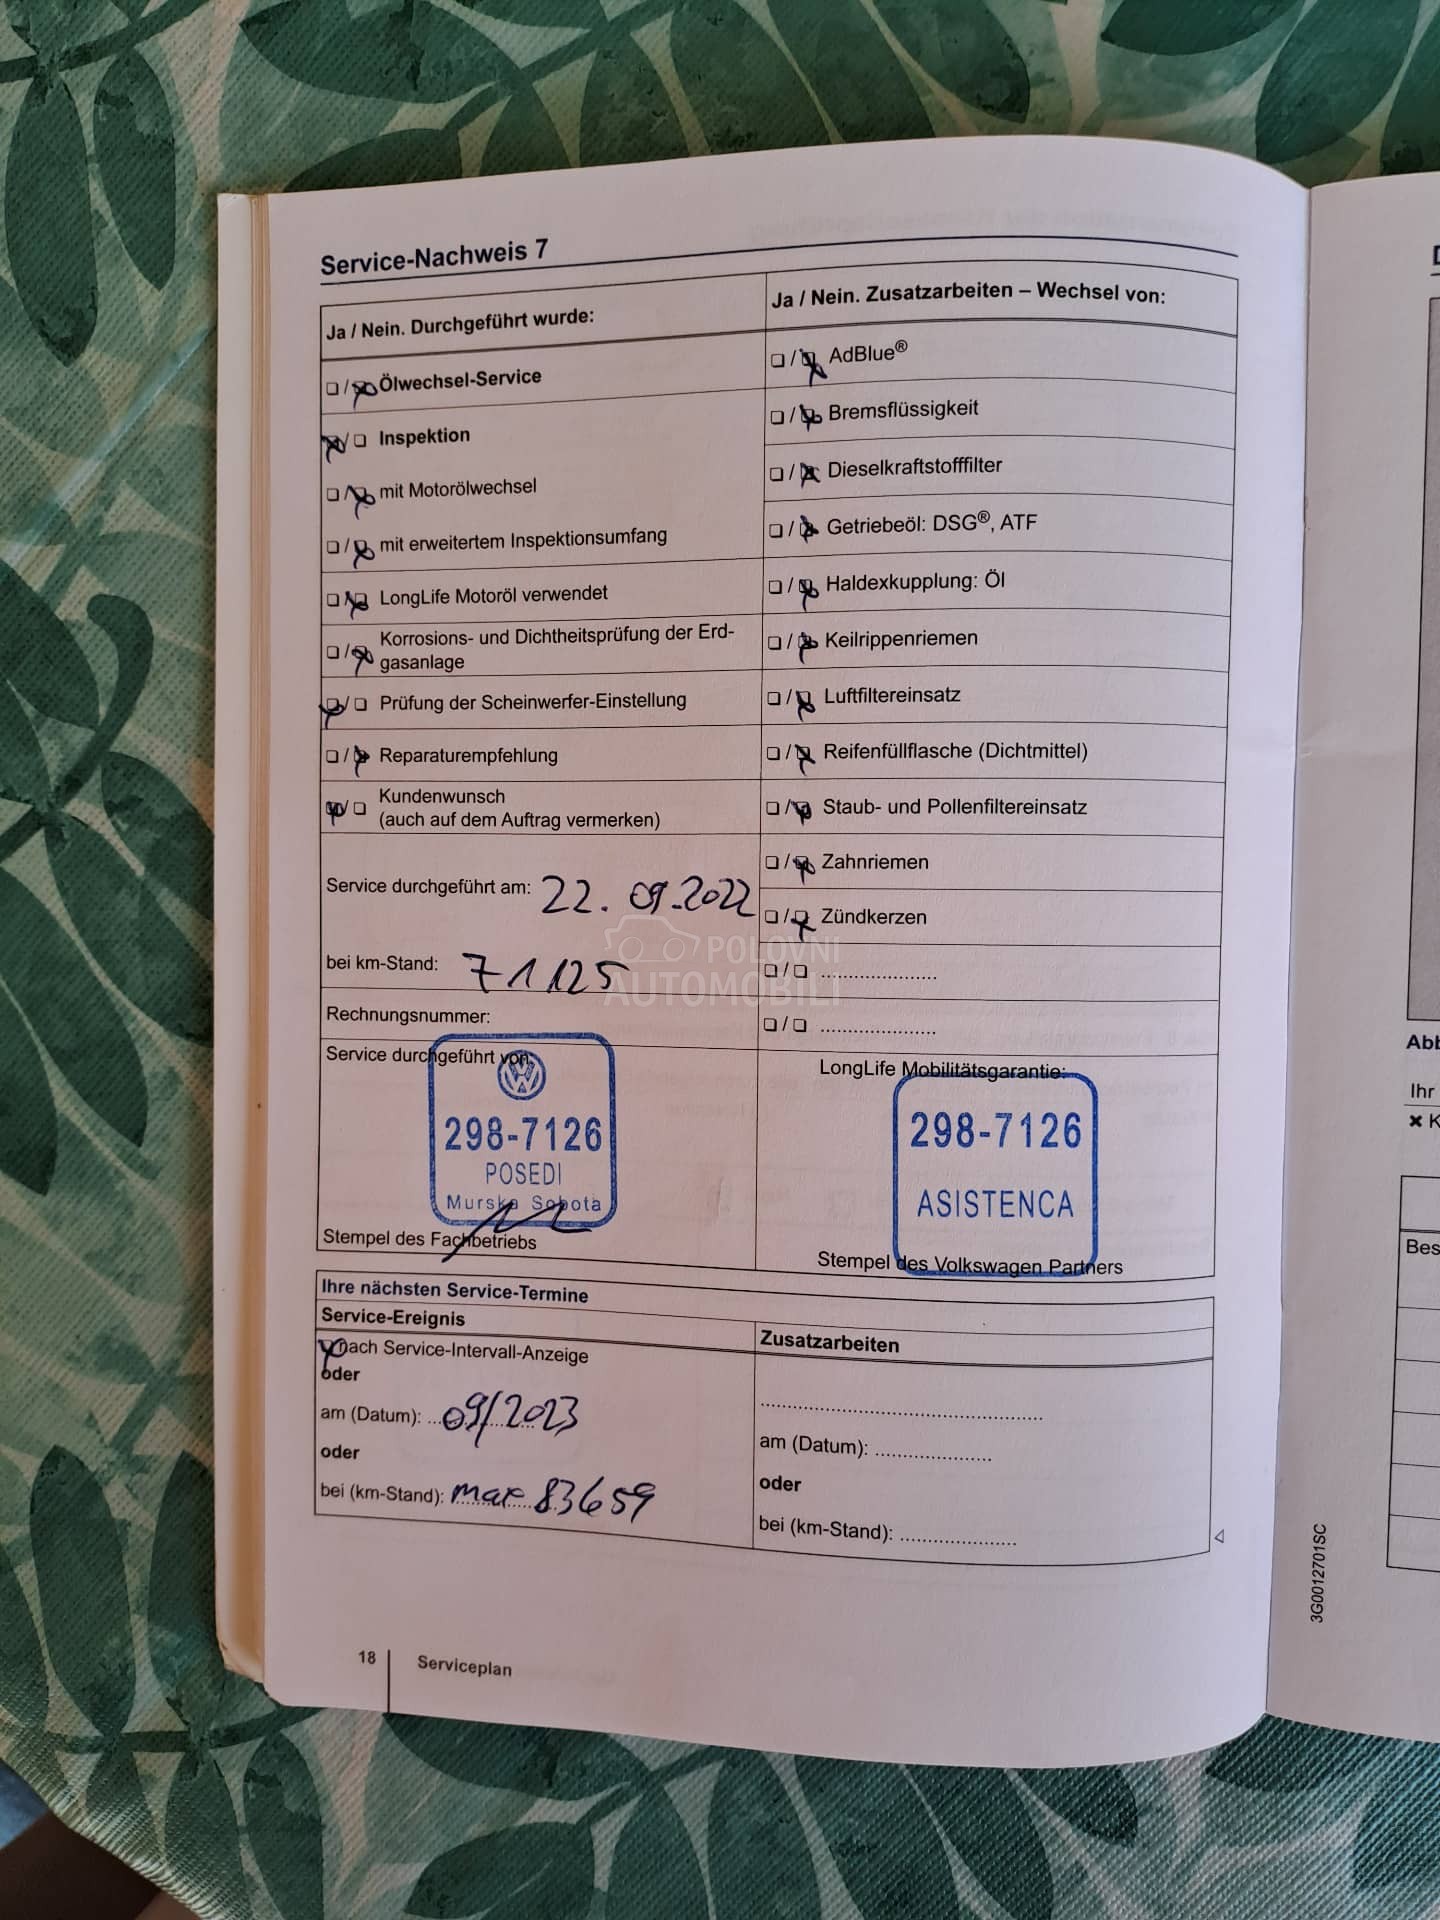 Service-Nachweis 7
Ja / Nein. Durchgeführt wurde:
❏ / ❏ Ölwechsel-Service
❏ / ❏ Inspektion
❏ / ❏ mit Motorölwechsel
❏ / ❏ mit erweitertem Inspektionsumfang
❏ / ❏ LongLife Motoröl verwendet
❏ / ❏ Korrosions- und Dichtheitsprüfung der Erd-
gasanlage
❏ / ❏ Prüfung der Scheinwerfer-Einstellung
❏ / ❏ Reparaturempfehlung
❏ / ❏ Kundenwunsch
(auch auf dem Auftrag vermerken)
Service durchgeführt am: 22. 09.2022
bei km-Stand: 71125
Rechnungsnummer:
Service durchgeführt von:
298-7126
POSEDI
Murska Sobota
Stempel des Fachbetriebs
Ja / Nein. Zusatzarbeiten – Wechsel von:
❏ / ❏ AdBlue®
❏ / ❏ Bremsflüssigkeit
❏ / ❏ Dieselkraftstofffilter
❏ / ❏ Getriebeöl: DSG®, ATF
❏ / ❏ Haldexkupplung: Öl
❏ / ❏ Keilrippenriemen
❏ / ❏ Luftfiltereinsatz
❏ / ❏ Reifenfüllflasche (Dichtmittel)
❏ / ❏ Staub- und Pollenfiltereinsatz
❏ / ❏ Zahnriemen
❏ / ❏ Zündkerzen
❏ / ❏ .....................
❏ / ❏ .....................
LongLife Mobilitätsgarantie:
298-7126
ASISTENCA
Stempel des Volkswagen Partners
POLOVNI
AUTOMOBILI
Ihre nächsten Service-Termine
Service-Ereignis
nach Service-Intervall-Anzeige
oder
am (Datum): 09/2023
oder
bei (km-Stand): max 83659
Zusatzarbeiten
am (Datum): .....................
oder
bei (km-Stand): .....................
18 Serviceplan
3G0012701SC
Abb
Ihr
✖ K
Bes